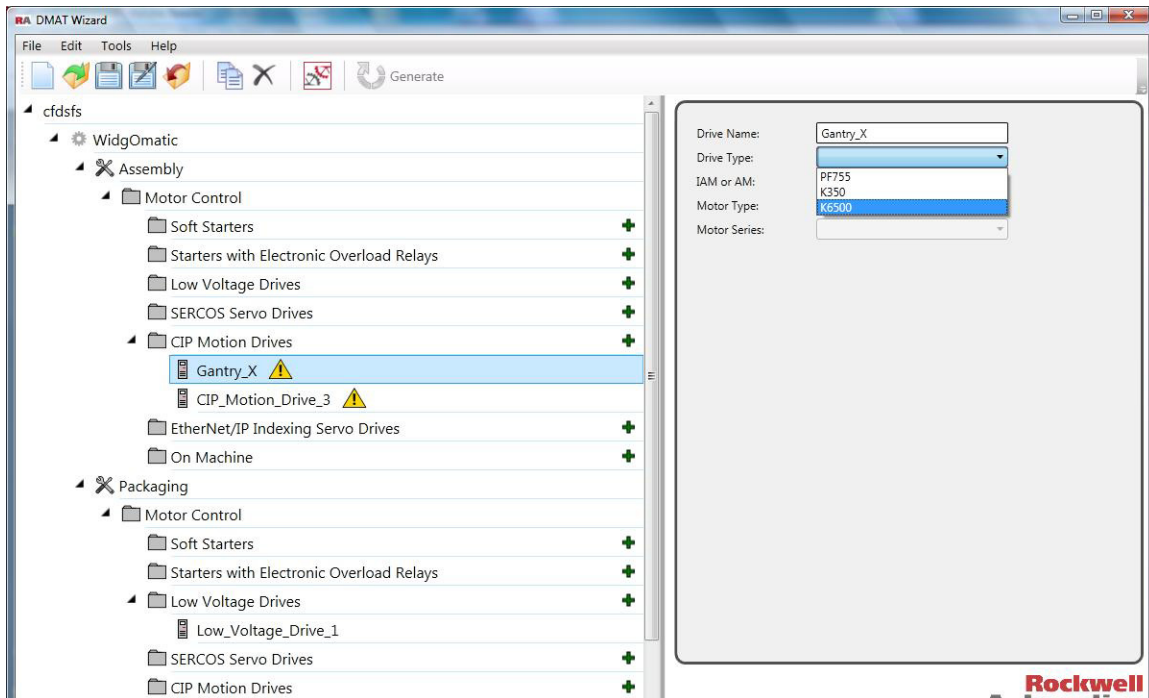 RA DMAT Wizard
File Edit Tools Help
Generate
cfdsfs
WidgOmatic
Assembly
Motor Control
Soft Starters
Starters with Electronic Overload Relays
Low Voltage Drives
SERCOS Servo Drives
CIP Motion Drives
Gantry_X
CIP_Motion_Drive_3
EtherNet/IP Indexing Servo Drives
On Machine
Packaging
Motor Control
Soft Starters
Starters with Electronic Overload Relays
Low Voltage Drives
Low_Voltage_Drive_1
SERCOS Servo Drives
CIP Motion Drives
Drive Name: Gantry_X
Drive Type:
PF755
IAM or AM:
K350
Motor Type:
K6500
Motor Series:
Rockwell